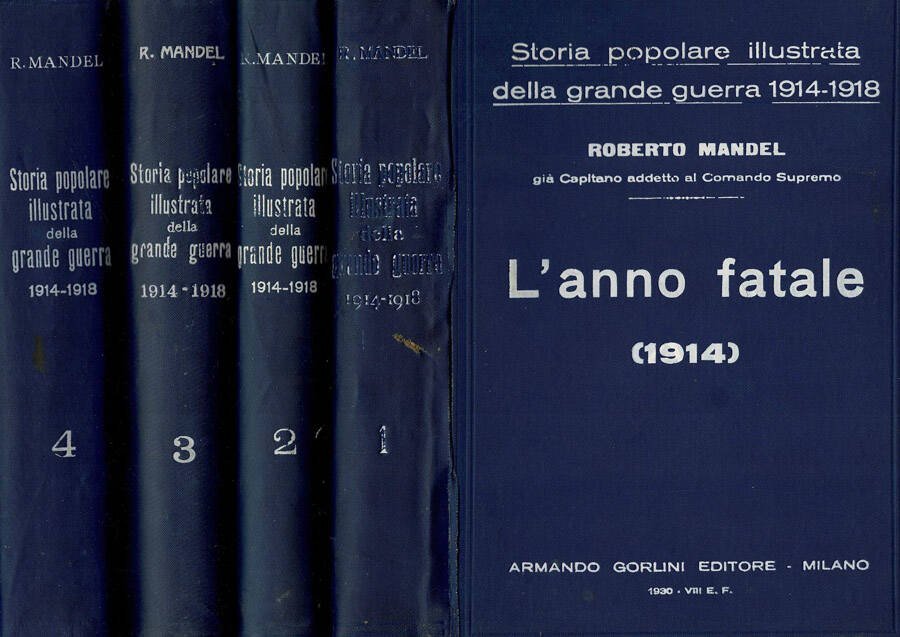 R. MANDEL
Storia popolare
illustrata
della
grande guerra
1914-1918
4
R. MANDEL
Storia popolare
illustrata
della
grande guerra
1914-1918
3
R. MANDEL
Storia popolare
illustrata
della
grande guerra
1914-1918
2
R. MANDEL
Storia popolare
illustrata
della
grande guerra
1914-1918
1
Storia popolare illustrata
della grande guerra 1914-1918
ROBERTO MANDEL
già Capitano addetto al Comando Supremo
L'anno fatale
(1914)
ARMANDO GORLINI EDITORE - MILANO
1930 - VIII E. F.